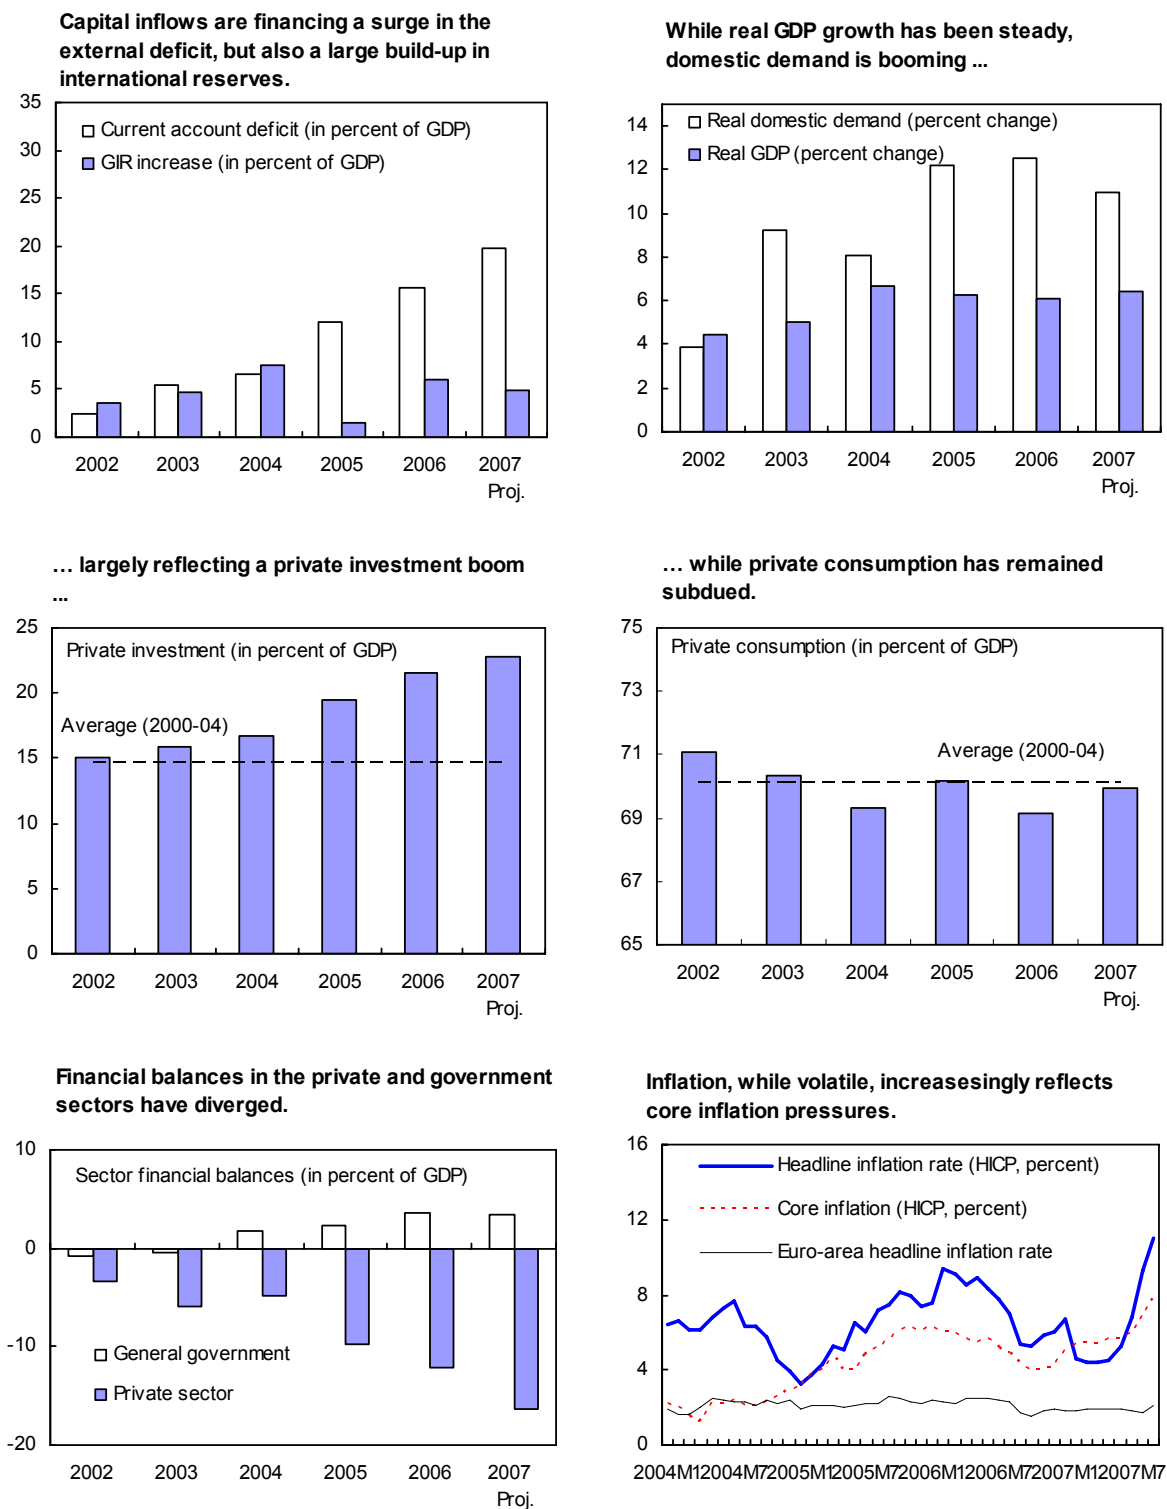 Capital inflows are financing a surge in the
external deficit, but also a large build-up in
international reserves.
35
30
25
20
15
10
5
0
Current account deficit (in percent of GDP)
GIR increase (in percent of GDP)
2002 2003 2004 2005 2006 2007
Proj.
While real GDP growth has been steady,
domestic demand is booming ...
14
12
10
8
6
4
2
0
Real domestic demand (percent change)
Real GDP (percent change)
2002 2003 2004 2005 2006 2007
Proj.
… largely reflecting a private investment boom
...
25
20
15
10
5
0
Private investment (in percent of GDP)
Average (2000-04)
2002 2003 2004 2005 2006 2007
Proj.
… while private consumption has remained
subdued.
75
73
71
69
67
65
Private consumption (in percent of GDP)
Average (2000-04)
2002 2003 2004 2005 2006 2007
Proj.
Financial balances in the private and government
sectors have diverged.
10
0
-10
-20
Sector financial balances (in percent of GDP)
General government
Private sector
2002 2003 2004 2005 2006 2007
Proj.
Inflation, while volatile, increasesingly reflects
core inflation pressures.
16
12
8
4
0
Headline inflation rate (HICP, percent)
Core inflation (HICP, percent)
Euro-area headline inflation rate
2004M1 2004M7 2005M1 2005M7 2006M1 2006M7 2007M1 2007M7